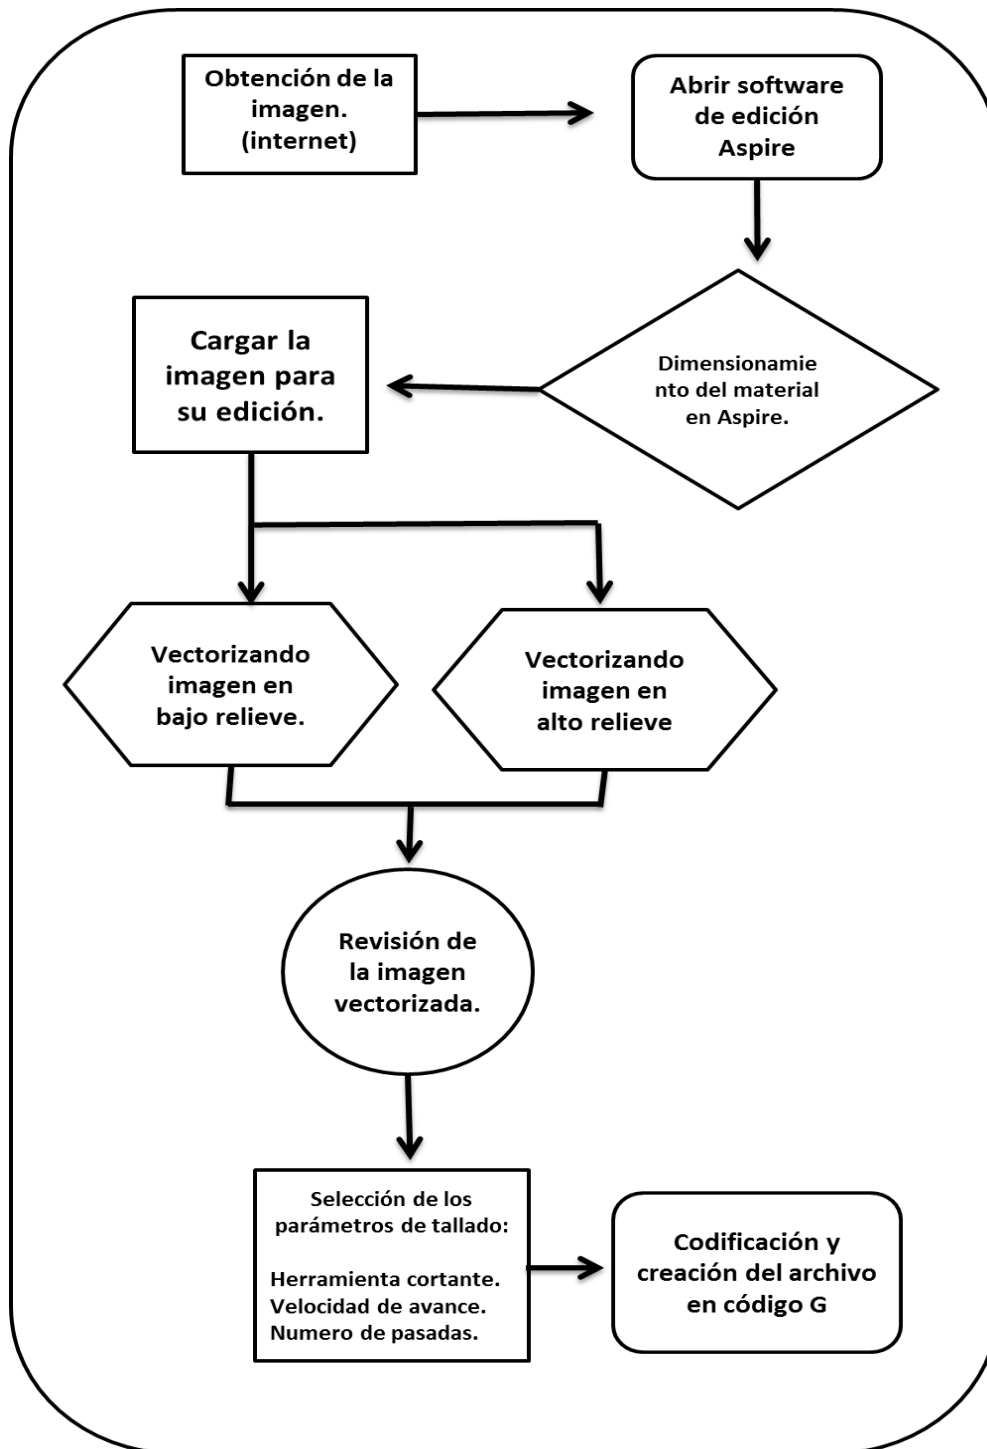 Obtención de la
imagen.
(internet)
Abrir software
de edición
Aspire
Dimensionamie
nto del material
en Aspire.
Cargar la
imagen para
su edición.
Vectorizando
imagen en
bajo relieve.
Vectorizando
imagen en
alto relieve
Revisión de
la imagen
vectorizada.
Selección de los
parámetros de tallado:
Herramienta cortante.
Velocidad de avance.
Numero de pasadas.
Codificación y
creación del archivo
en código G